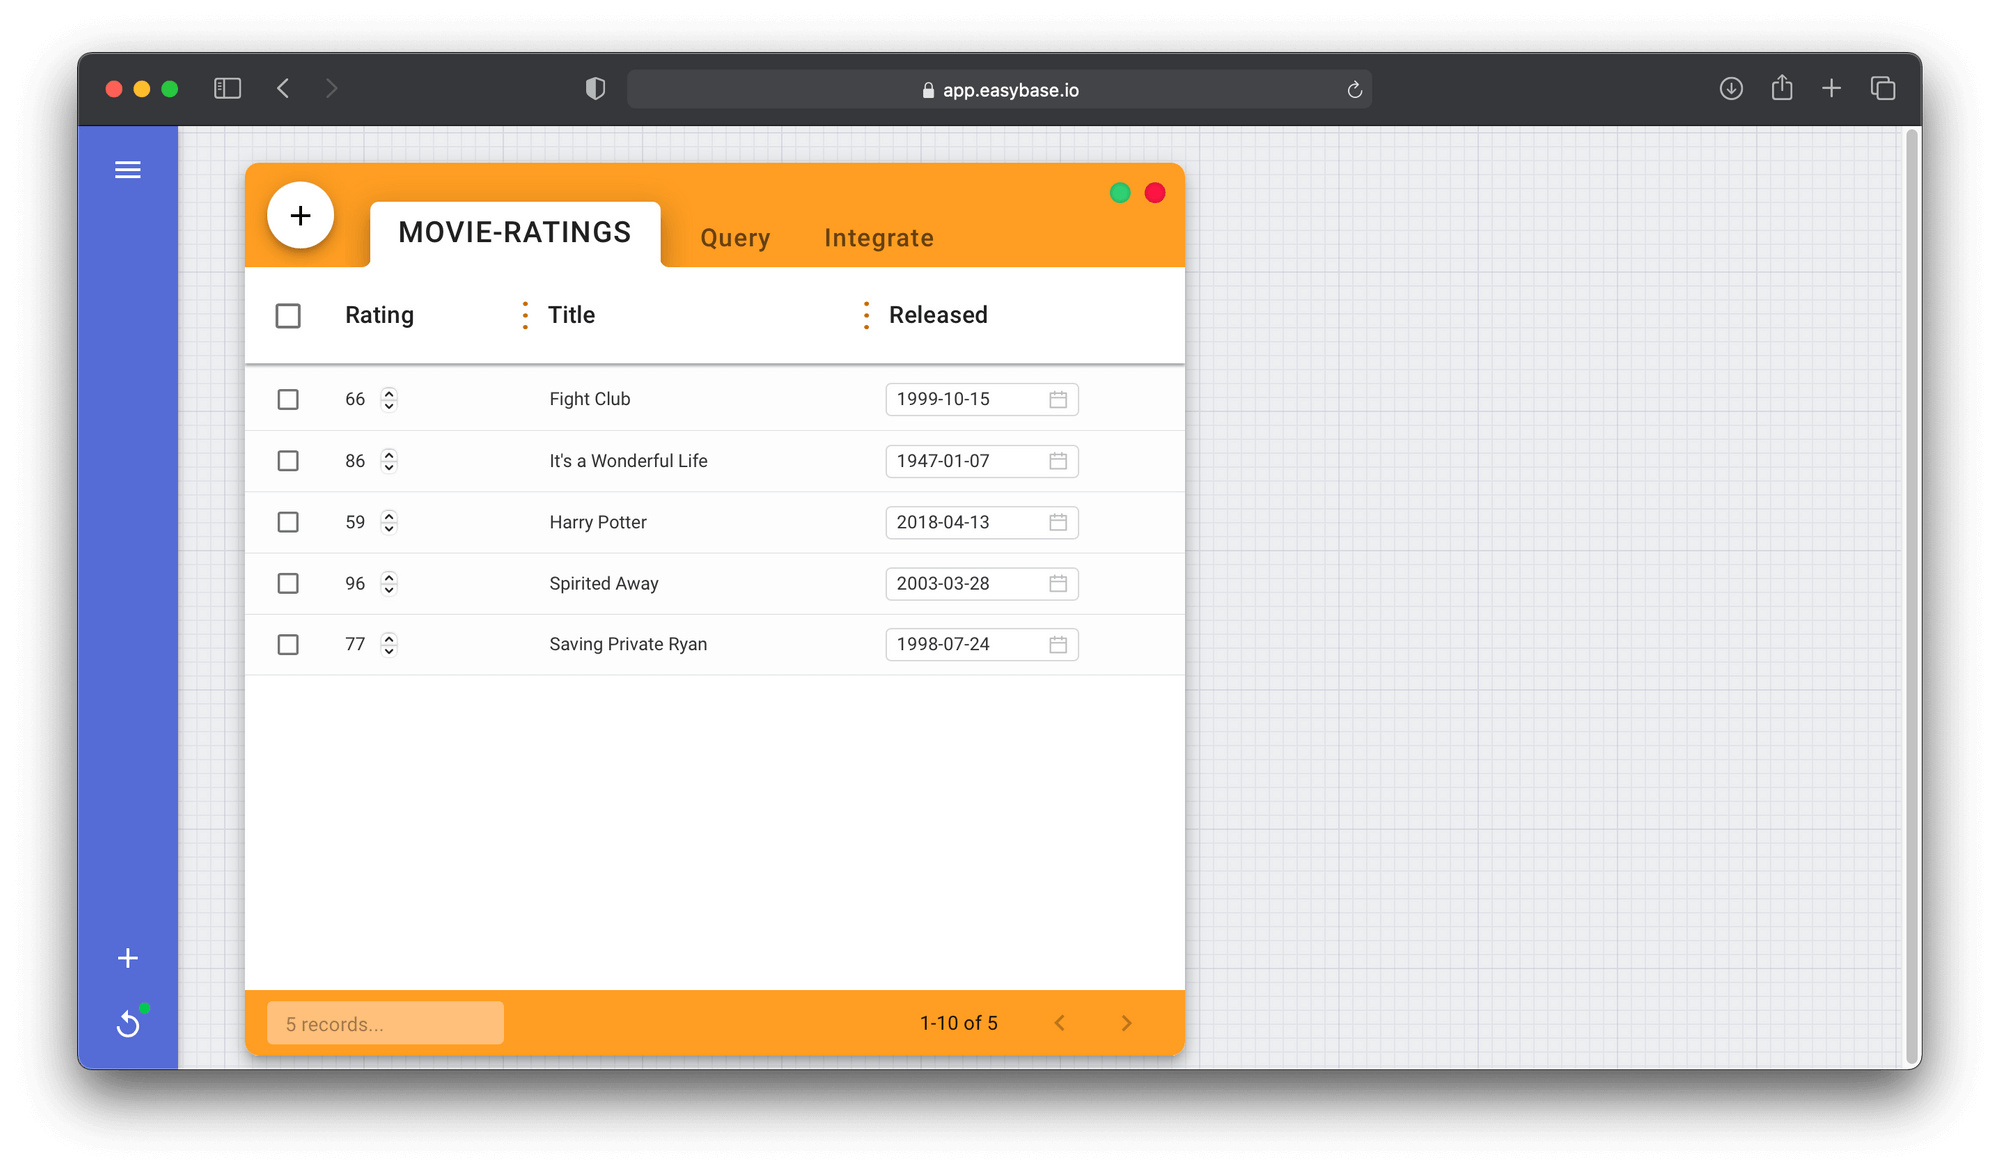 app.easybase.io
MOVIE-RATINGS Query Integrate
Rating Title Released
66 Fight Club 1999-10-15
86 It's a Wonderful Life 1947-01-07
59 Harry Potter 2018-04-13
96 Spirited Away 2003-03-28
77 Saving Private Ryan 1998-07-24
5 records... 1-10 of 5